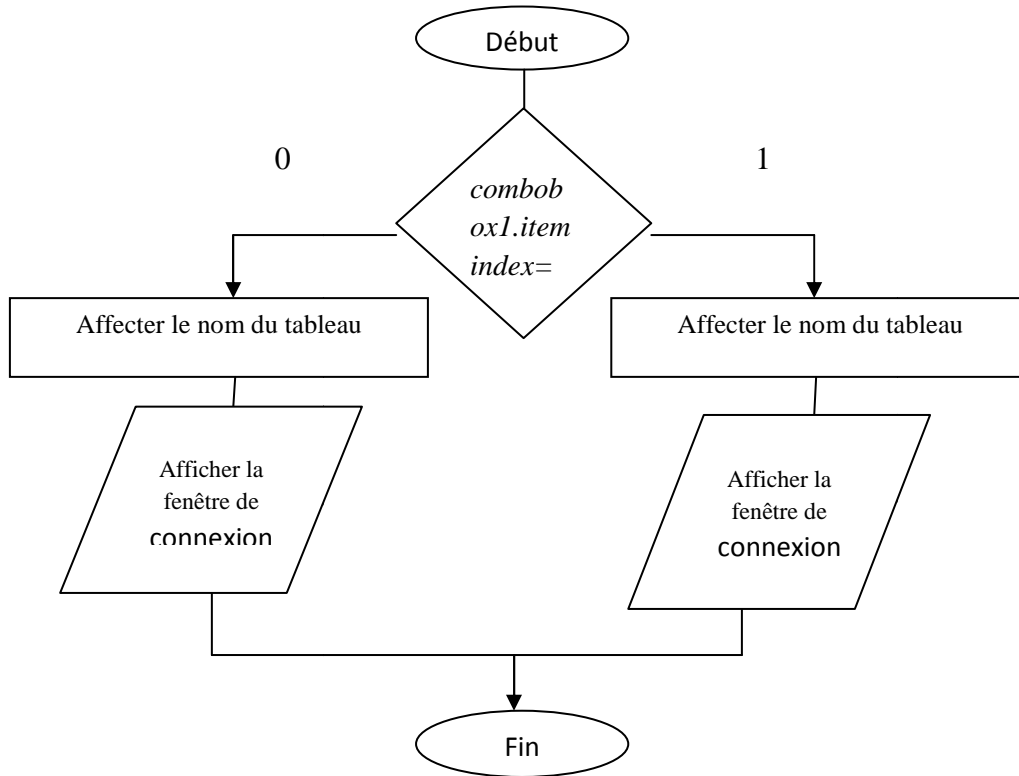 Début
0
1
combob
ox1.item
index=
Affecter le nom du tableau
Affecter le nom du tableau
Afficher la
fenêtre de
connexion
Afficher la
fenêtre de
connexion
Fin